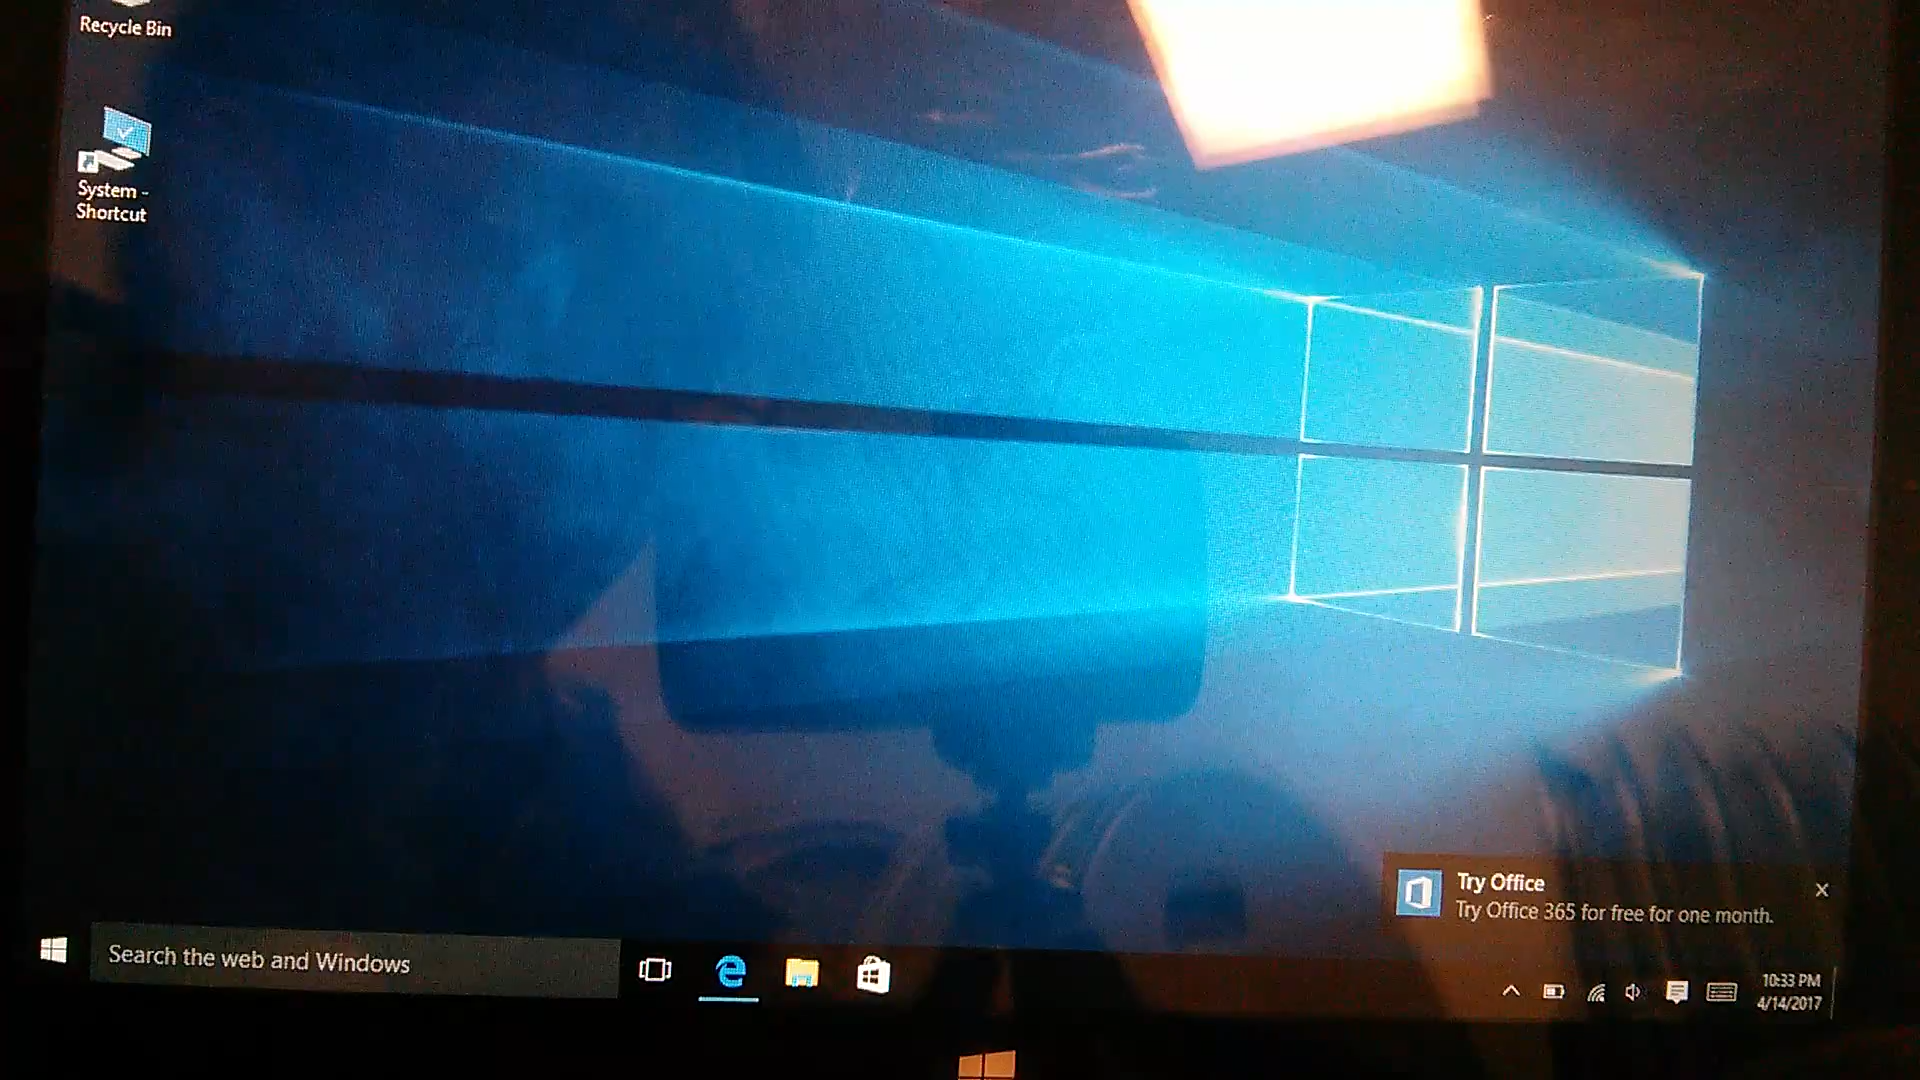 Recycle Bin
System -
Shortcut
Try Office
Try Office 365 for free for one month.
Search the web and Windows
10:33 PM
4/14/2017